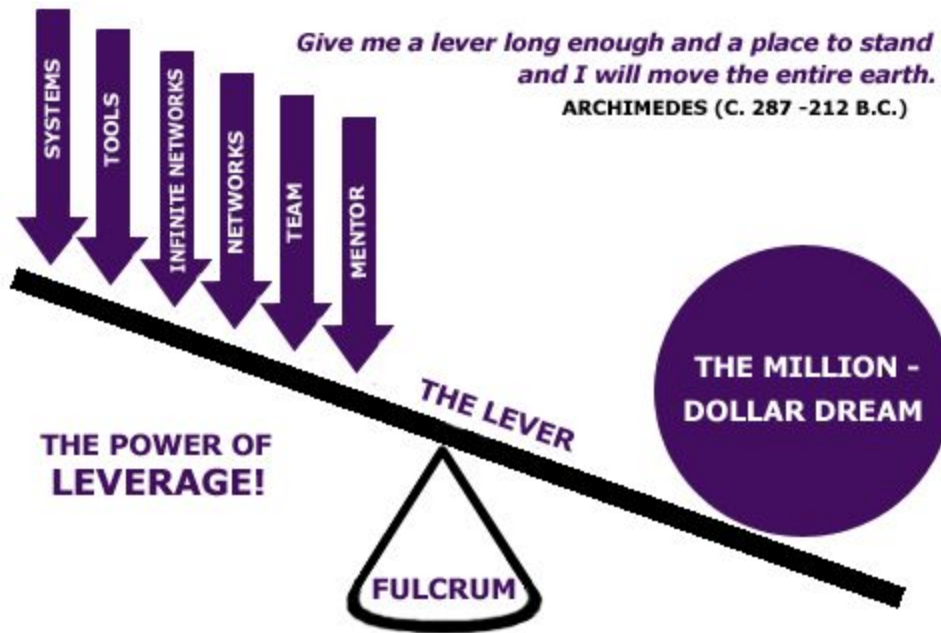 Give me a lever long enough and a place to stand
and I will move the entire earth.
ARCHIMEDES (C. 287 -212 B.C.)
SYSTEMS
TOOLS
INFINITE NETWORKS
NETWORKS
TEAM
MENTOR
THE LEVER
THE MILLION -
DOLLAR DREAM
THE POWER OF
LEVERAGE!
FULCRUM